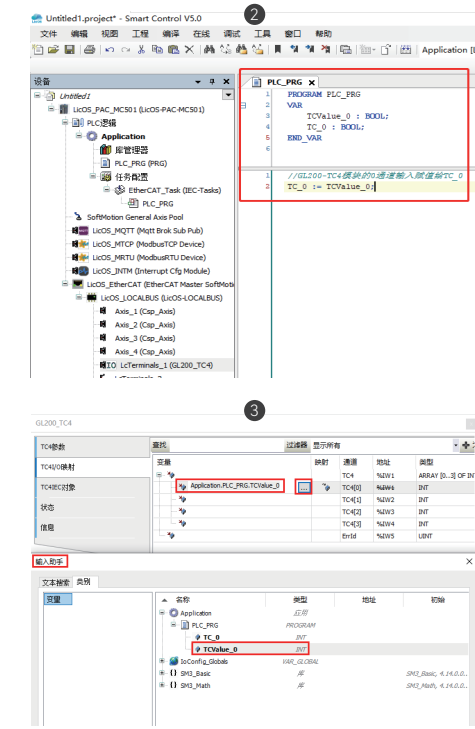 2
Untitled1.project* - Smart Control V5.0
文件 编辑 视图 工程 编译 在线 调试 工具 窗口 帮助
Application [L
设备
Untitled1
LicOS_PAC_MC501 (LicOS-PAC-MC501)
PLC逻辑
Application
库管理器
PLC_PRG (PRG)
任务配置
EtherCAT_Task (IEC-Tasks)
PLC_PRG
SoftMotion General Axis Pool
LicOS_MQTT (Mqtt Brok Sub Pub)
LicOS_MTCP (ModbusTCP Device)
LicOS_MRTU (ModbusRTU Device)
LicOS_INTM (Interrupt Cfg Module)
LicOS_EtherCAT (EtherCAT Master SoftMoti
LicOS_LOCALBUS (LicOS-LOCALBUS)
Axis_1 (Csp_Axis)
Axis_2 (Csp_Axis)
Axis_3 (Csp_Axis)
Axis_4 (Csp_Axis)
LcTerminals_1 (GL200_TC4)
PLC_PRG
1 PROGRAM PLC_PRG
2 VAR
3 TCValue_0 : BOOL;
4 TC_0 : BOOL;
5 END_VAR
6
1 //GL200-TC4模块的0通道输入赋值给TC_0
2 TC_0 := TCValue_0;
3
GL200_TC4
TC4参数
TC4I/O映射
TC4IEC对象
状态
信息
查找 过滤器 显示所有
变量 映射 通道 地址 类型
TC4 %IW1 ARRAY [0..3] OF INT
Application.PLC_PRG.TCValue_0 ... TC4[0] %IW1 INT
TC4[1] %IW2 INT
TC4[2] %IW3 INT
TC4[3] %IW4 INT
ErrId %IW5 UINT
输入助手
文本搜索 类别
变量
名称 类型 地址 初始
Application 应用
PLC_PRG PROGRAM
TC_0 INT
TCValue_0 INT
IoConfig_Globals VAR_GLOBAL
SM3_Basic 库 SM3_Basic, 4.14.0.0..
SM3_Math 库 SM3_Math, 4.14.0.0..